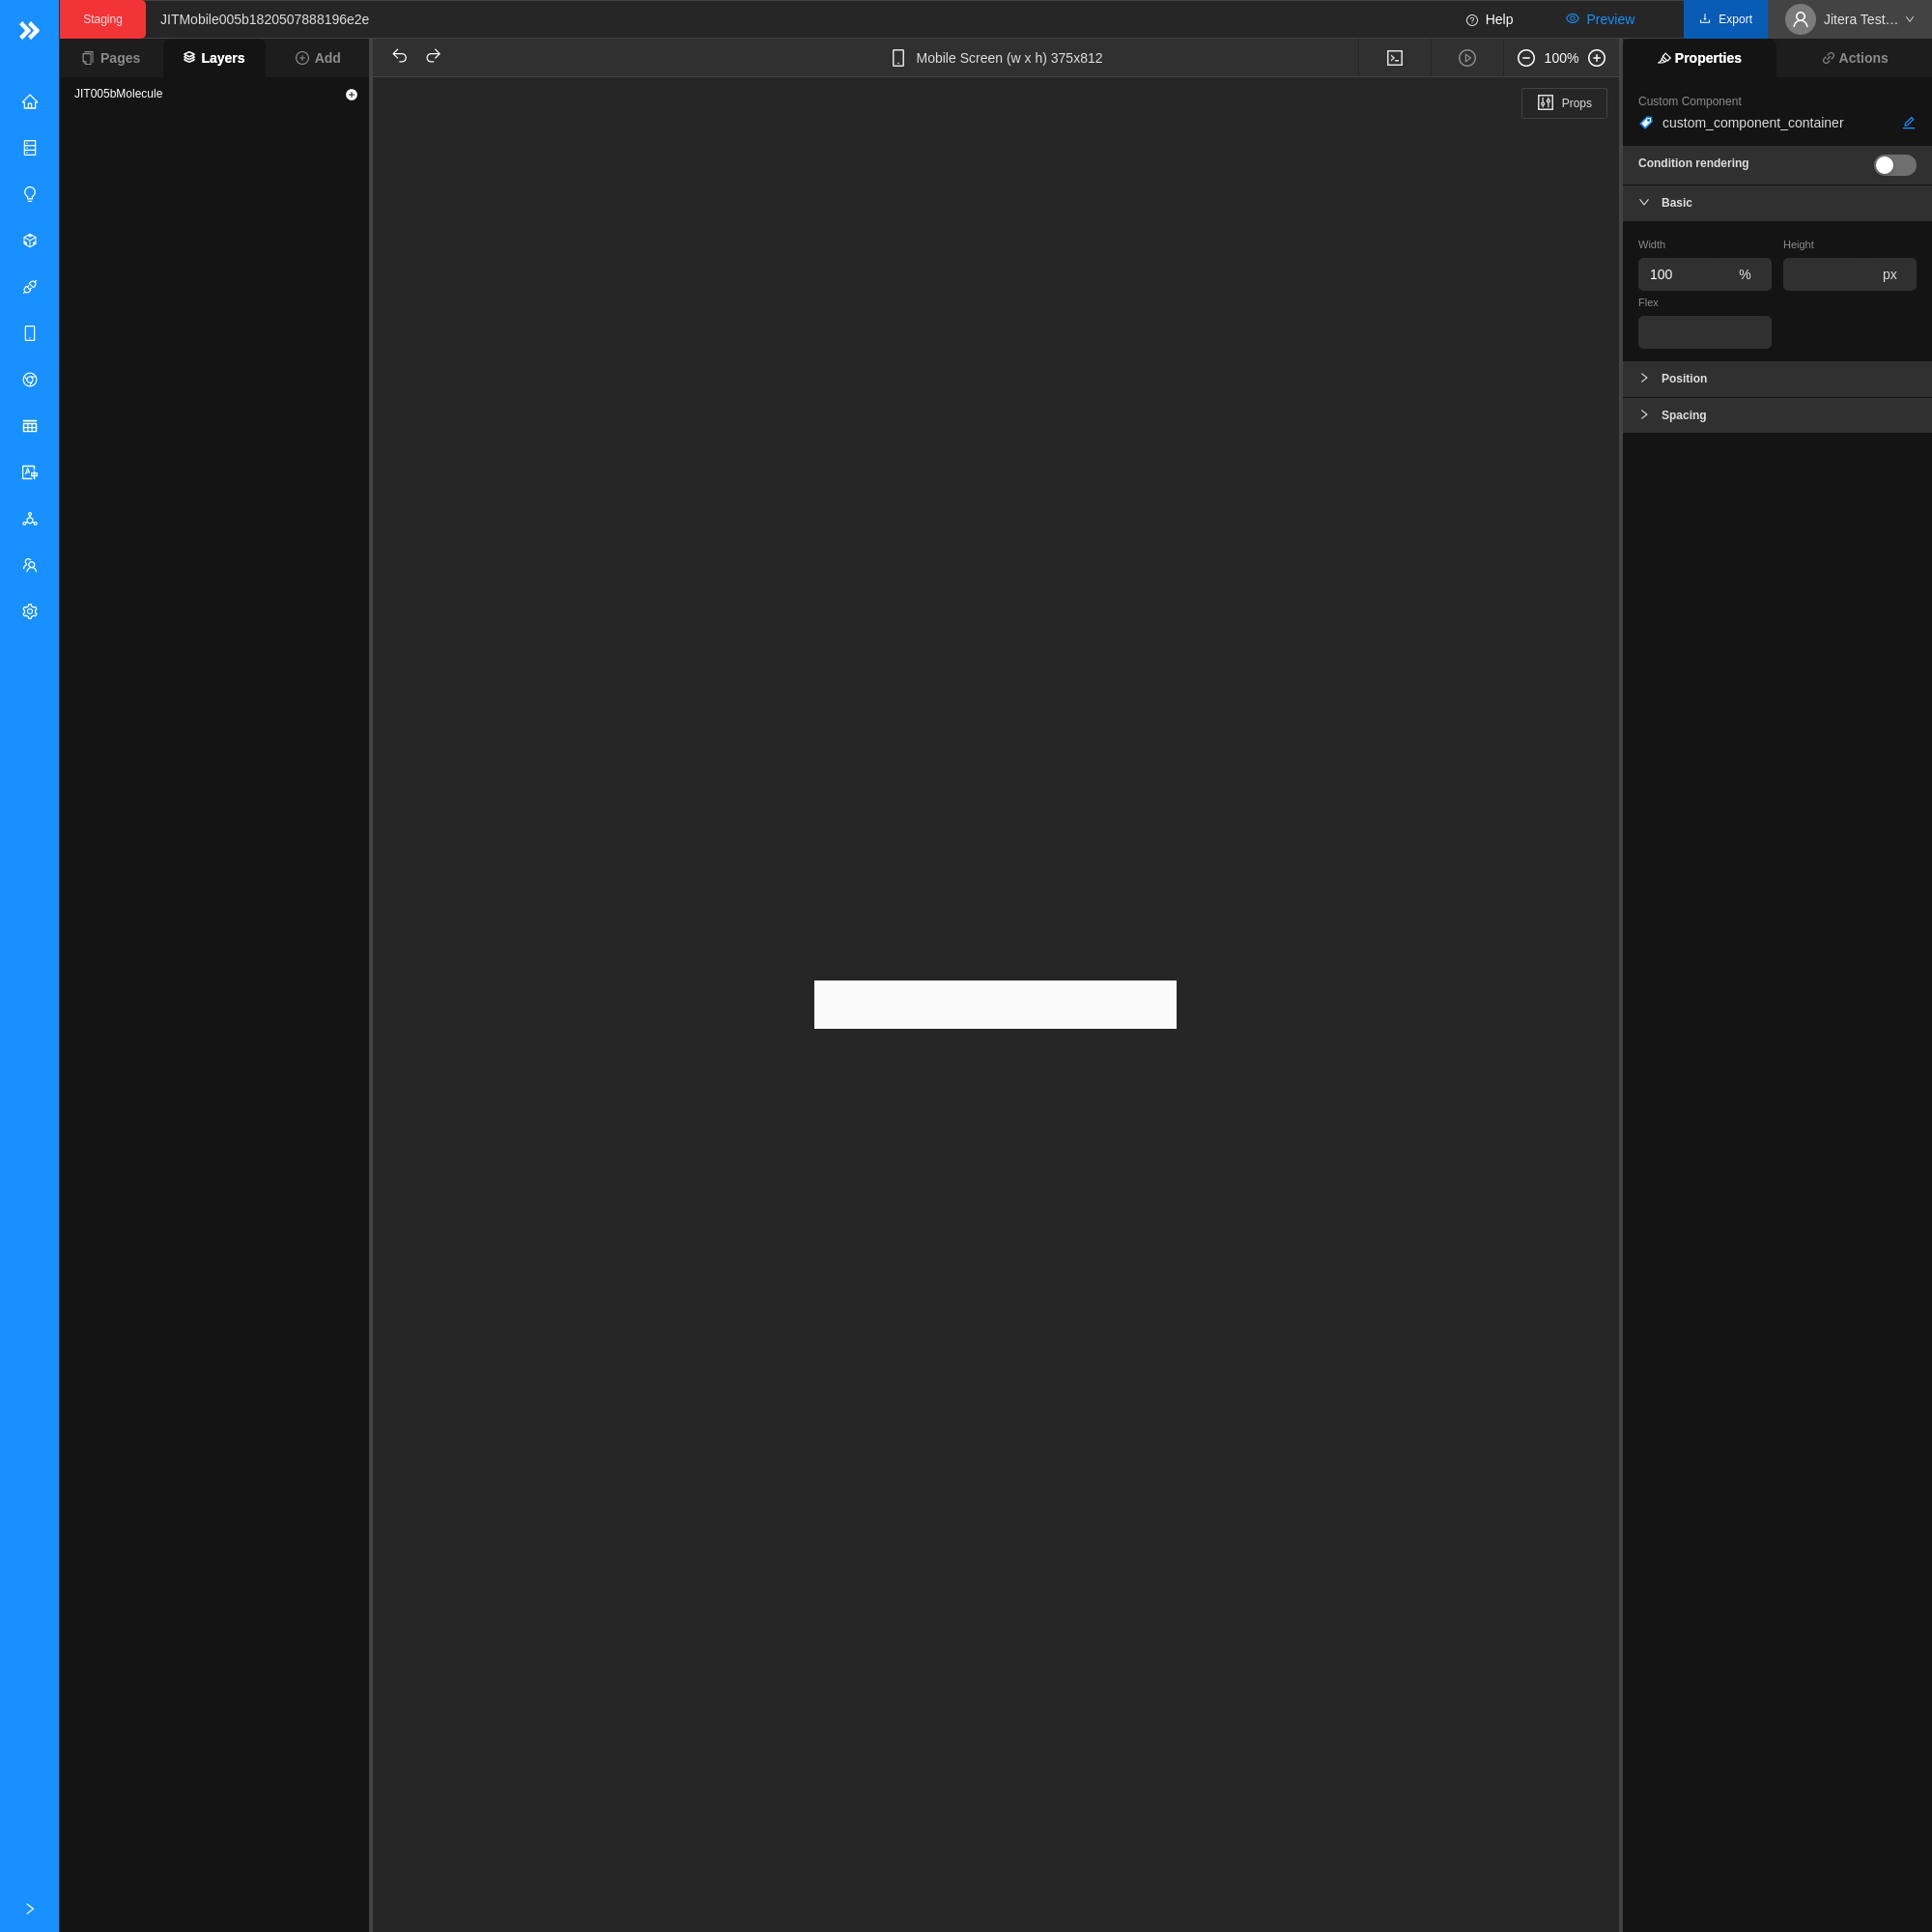 Staging
JITMobile005b1820507888196e2e
Help
Preview
Export
Jitera Test…
Pages
Layers
Add
Mobile Screen (w x h) 375x812
100%
Properties
Actions
JIT005bMolecule
Props
Custom Component
custom_component_container
Condition rendering
Basic
Width
Height
100 %
px
Flex
Position
Spacing